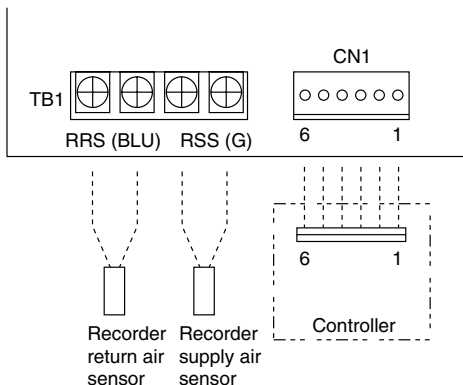 CN1
TB1
RRS (BLU) RSS (G)
6 1
6 1
Controller
Recorder
return air
sensor
Recorder
supply air
sensor